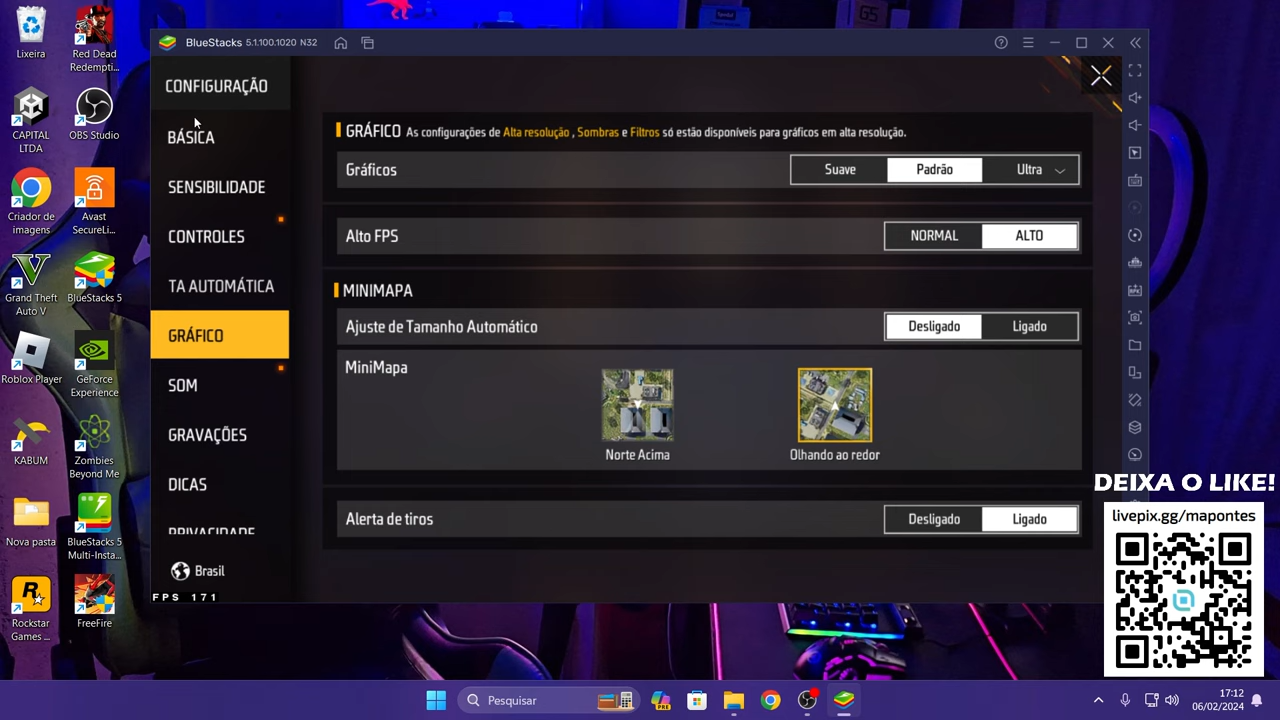 Lixeira
Red Dead
Redempti...
CAPITAL
LTDA
OBS Studio
Criador de
imagens
Avast
SecureLi...
Grand Theft
Auto V
BlueStacks 5
Roblox Player
GeForce
Experience
KABUM
Zombies
Beyond Me
Nova pasta
BlueStacks 5
Multi-Insta...
Rockstar
Games ...
FreeFire
BlueStacks 5.1.100.1020 N32
CONFIGURAÇÃO
BÁSICA
SENSIBILIDADE
CONTROLES
TA AUTOMÁTICA
GRÁFICO
SOM
GRAVAÇÕES
DICAS
PRIVACIDADE
Brasil
FPS 171
GRÁFICO As configurações de Alta resolução , Sombras e Filtros só estão disponíveis para gráficos em alta resolução.
Gráficos Suave Padrão Ultra
Alto FPS NORMAL ALTO
MINIMAPA
Ajuste de Tamanho Automático Desligado Ligado
MiniMapa
Norte Acima Olhando ao redor
Alerta de tiros Desligado Ligado
DEIXA O LIKE!
livepix.gg/mapontes
Pesquisar
PRE
17:12
06/02/2024